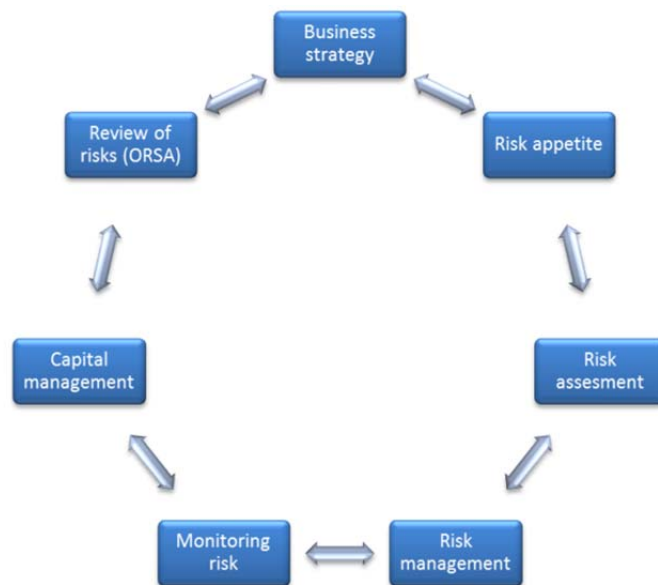 Business
strategy
Risk appetite
Risk
assesment
Risk
management
Monitoring
risk
Capital
management
Review of
risks (ORSA)